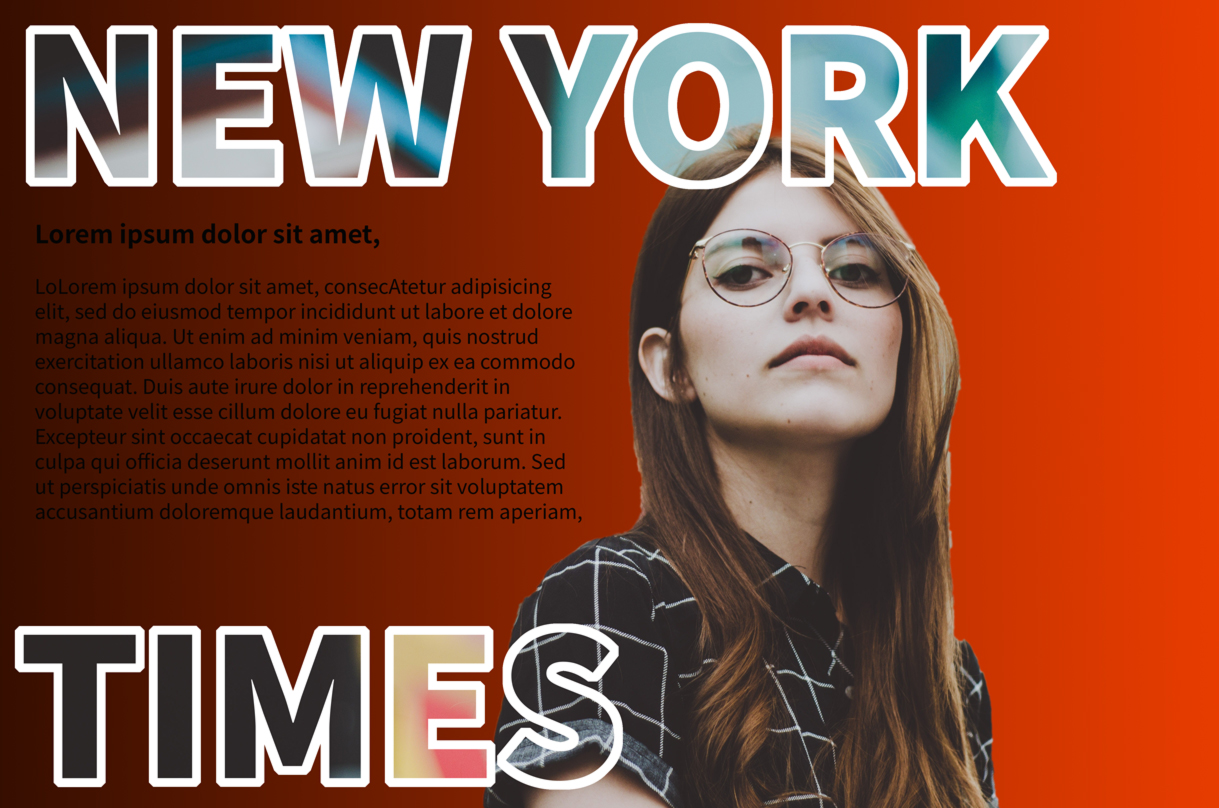 NEW YORK
Lorem ipsum dolor sit amet,
LoLorem ipsum dolor sit amet, consecAtetur adipisicing
elit, sed do eiusmod tempor incididunt ut labore et dolore
magna aliqua. Ut enim ad minim veniam, quis nostrud
exercitation ullamco laboris nisi ut aliquip ex ea commodo
consequat. Duis aute irure dolor in reprehenderit in
voluptate velit esse cillum dolore eu fugiat nulla pariatur.
Excepteur sint occaecat cupidatat non proident, sunt in
culpa qui officia deserunt mollit anim id est laborum. Sed
ut perspiciatis unde omnis iste natus error sit voluptatem
accusantium doloremque laudantium, totam rem aperiam,
TIMES